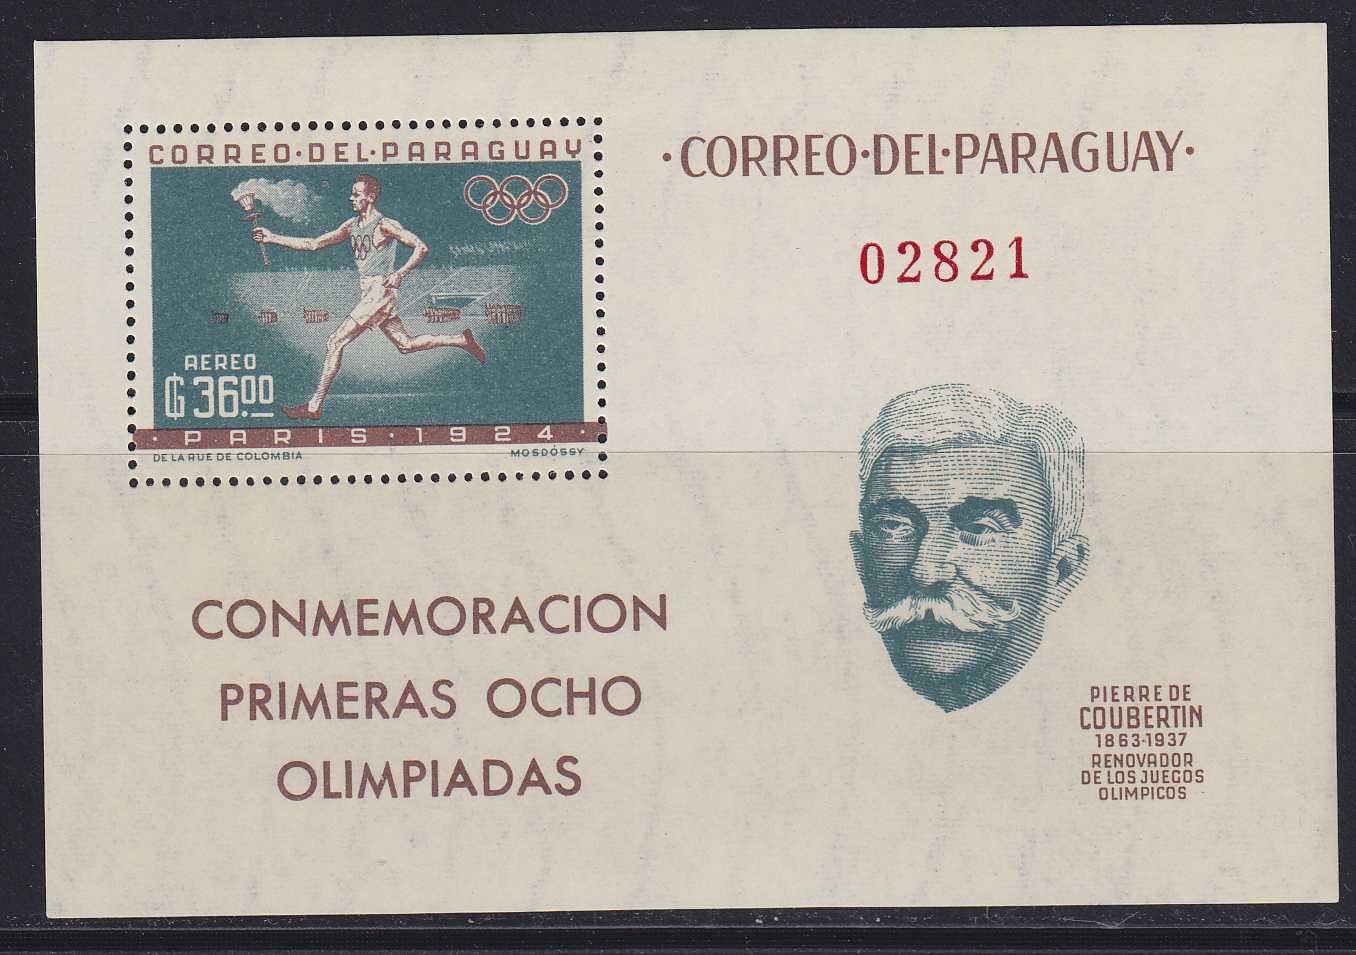 CORREO·DEL·PARAGUAY
AEREO
₲ 36.00
·PARIS·1924·
DE LA RUE DE COLOMBIA
MOSDÓSSY
·CORREO·DEL·PARAGUAY·
02821
CONMEMORACION
PRIMERAS OCHO
OLIMPIADAS
PIERRE DE
COUBERTIN
1863-1937
RENOVADOR
DE LOS JUEGOS
OLIMPICOS